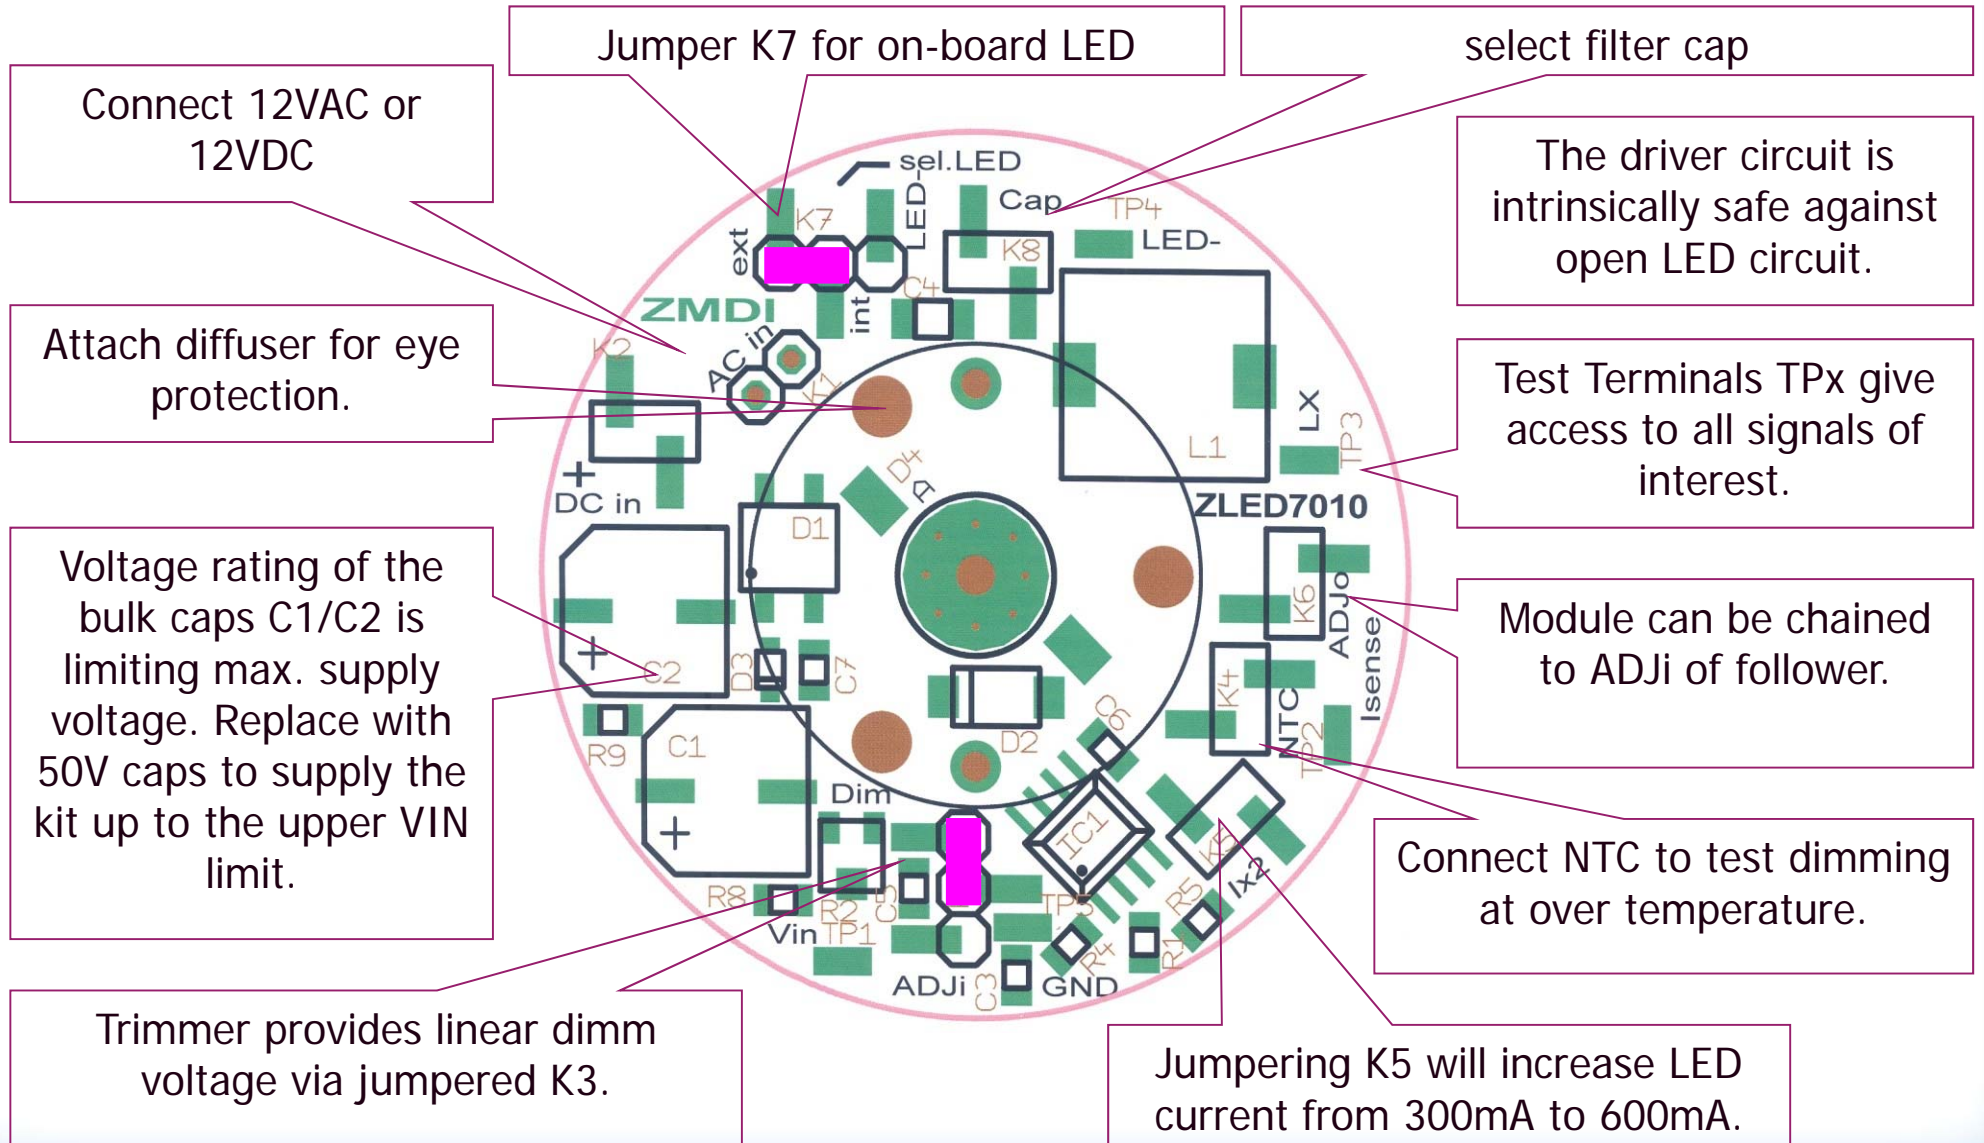 Jumper K7 for on-board LED
select filter cap
Connect 12VAC or
12VDC
The driver circuit is
intrinsically safe against
open LED circuit.
Attach diffuser for eye
protection.
Test Terminals TPx give
access to all signals of
interest.
Voltage rating of the
bulk caps C1/C2 is
limiting max. supply
voltage. Replace with
50V caps to supply the
kit up to the upper VIN
limit.
Module can be chained
to ADJi of follower.
Connect NTC to test dimming
at over temperature.
Trimmer provides linear dimm
voltage via jumpered K3.
Jumpering K5 will increase LED
current from 300mA to 600mA.
sel.LED
K7
LED-
ext
int
Cap
K8
TP4
LED-
C4
ZMDI
K2
AC in
K1
+
DC in
L1
LX
TP3
D4
A
D1
ZLED7010
K6
ADJo
C2
+
D3
C7
K4
NTC
Isense
TP2
R9
C1
+
D2
C6
Dim
IC1
K5
Ix2
R8
R2
C5
TP5
R5
Vin
TP1
R4
R1
ADJi
C3
GND